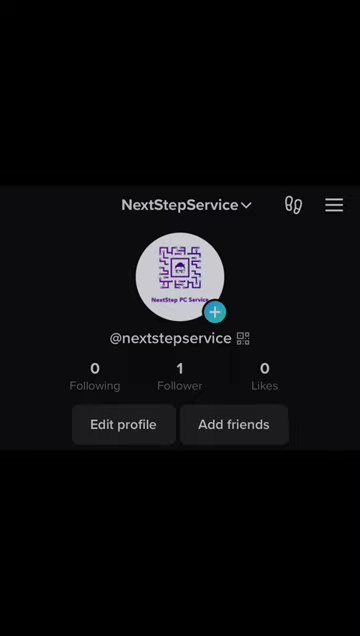 NextStepService
NextStep PC Service
@nextstepservice
0 1 0
Following Follower Likes
Edit profile Add friends